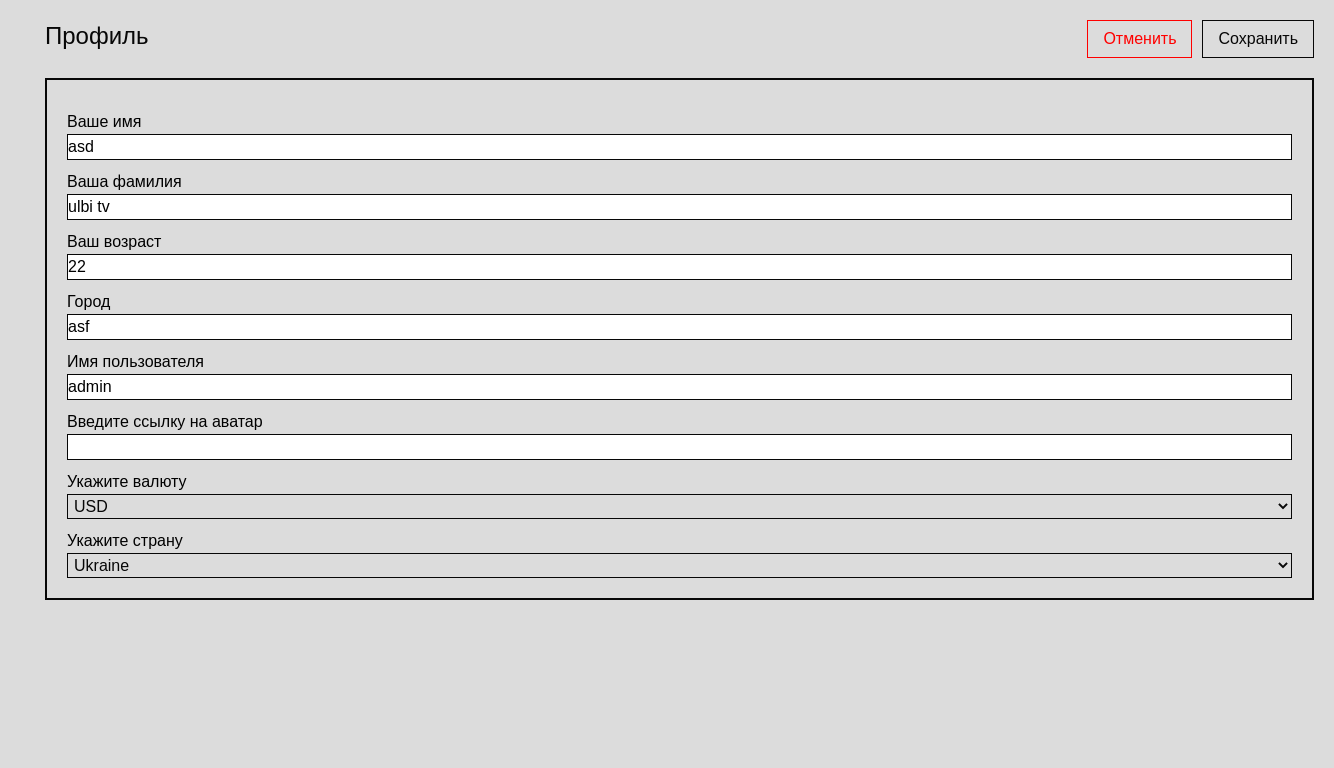 Профиль
Отменить
Сохранить
Ваше имя
asd
Ваша фамилия
ulbi tv
Ваш возраст
22
Город
asf
Имя пользователя
admin
Введите ссылку на аватар
Укажите валюту
USD
Укажите страну
Ukraine